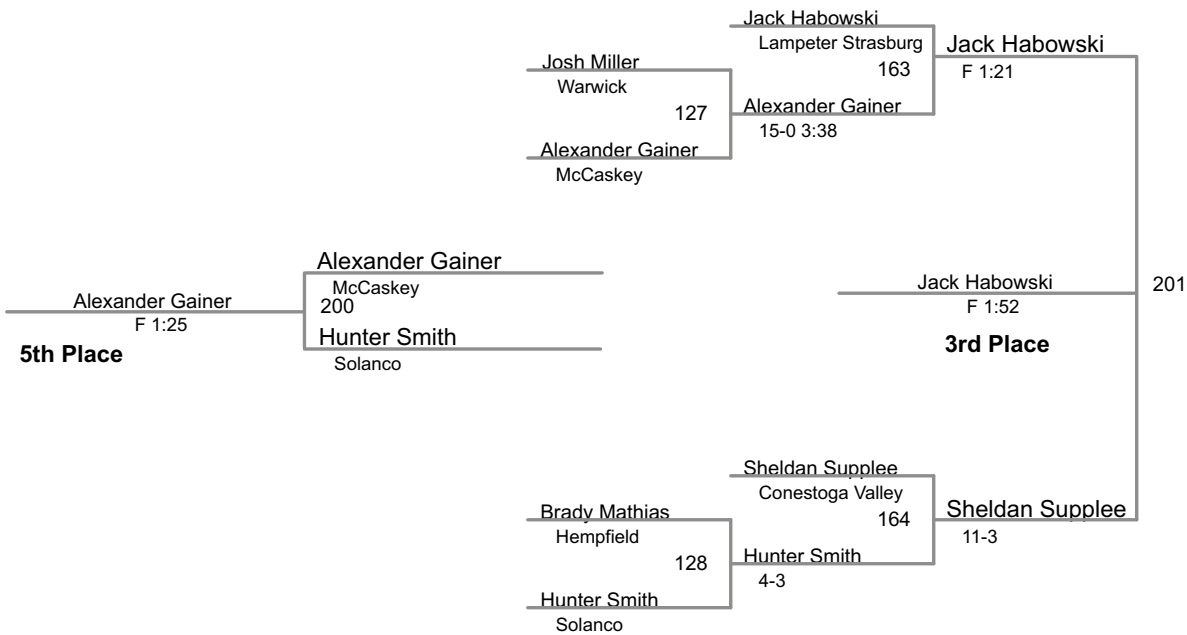 Jack Habowski
Lampeter Strasburg
Jack Habowski
Josh Miller
163
F 1:21
Warwick
127
Alexander Gainer
15-0 3:38
Alexander Gainer
McCaskey
Alexander Gainer
McCaskey
Alexander Gainer
200
F 1:25
Hunter Smith
5th Place
Solanco
Jack Habowski
201
F 1:52
3rd Place
Sheldan Supplee
Conestoga Valley
Brady Mathias
164
Sheldan Supplee
Hempfield
11-3
128
Hunter Smith
4-3
Hunter Smith
Solanco